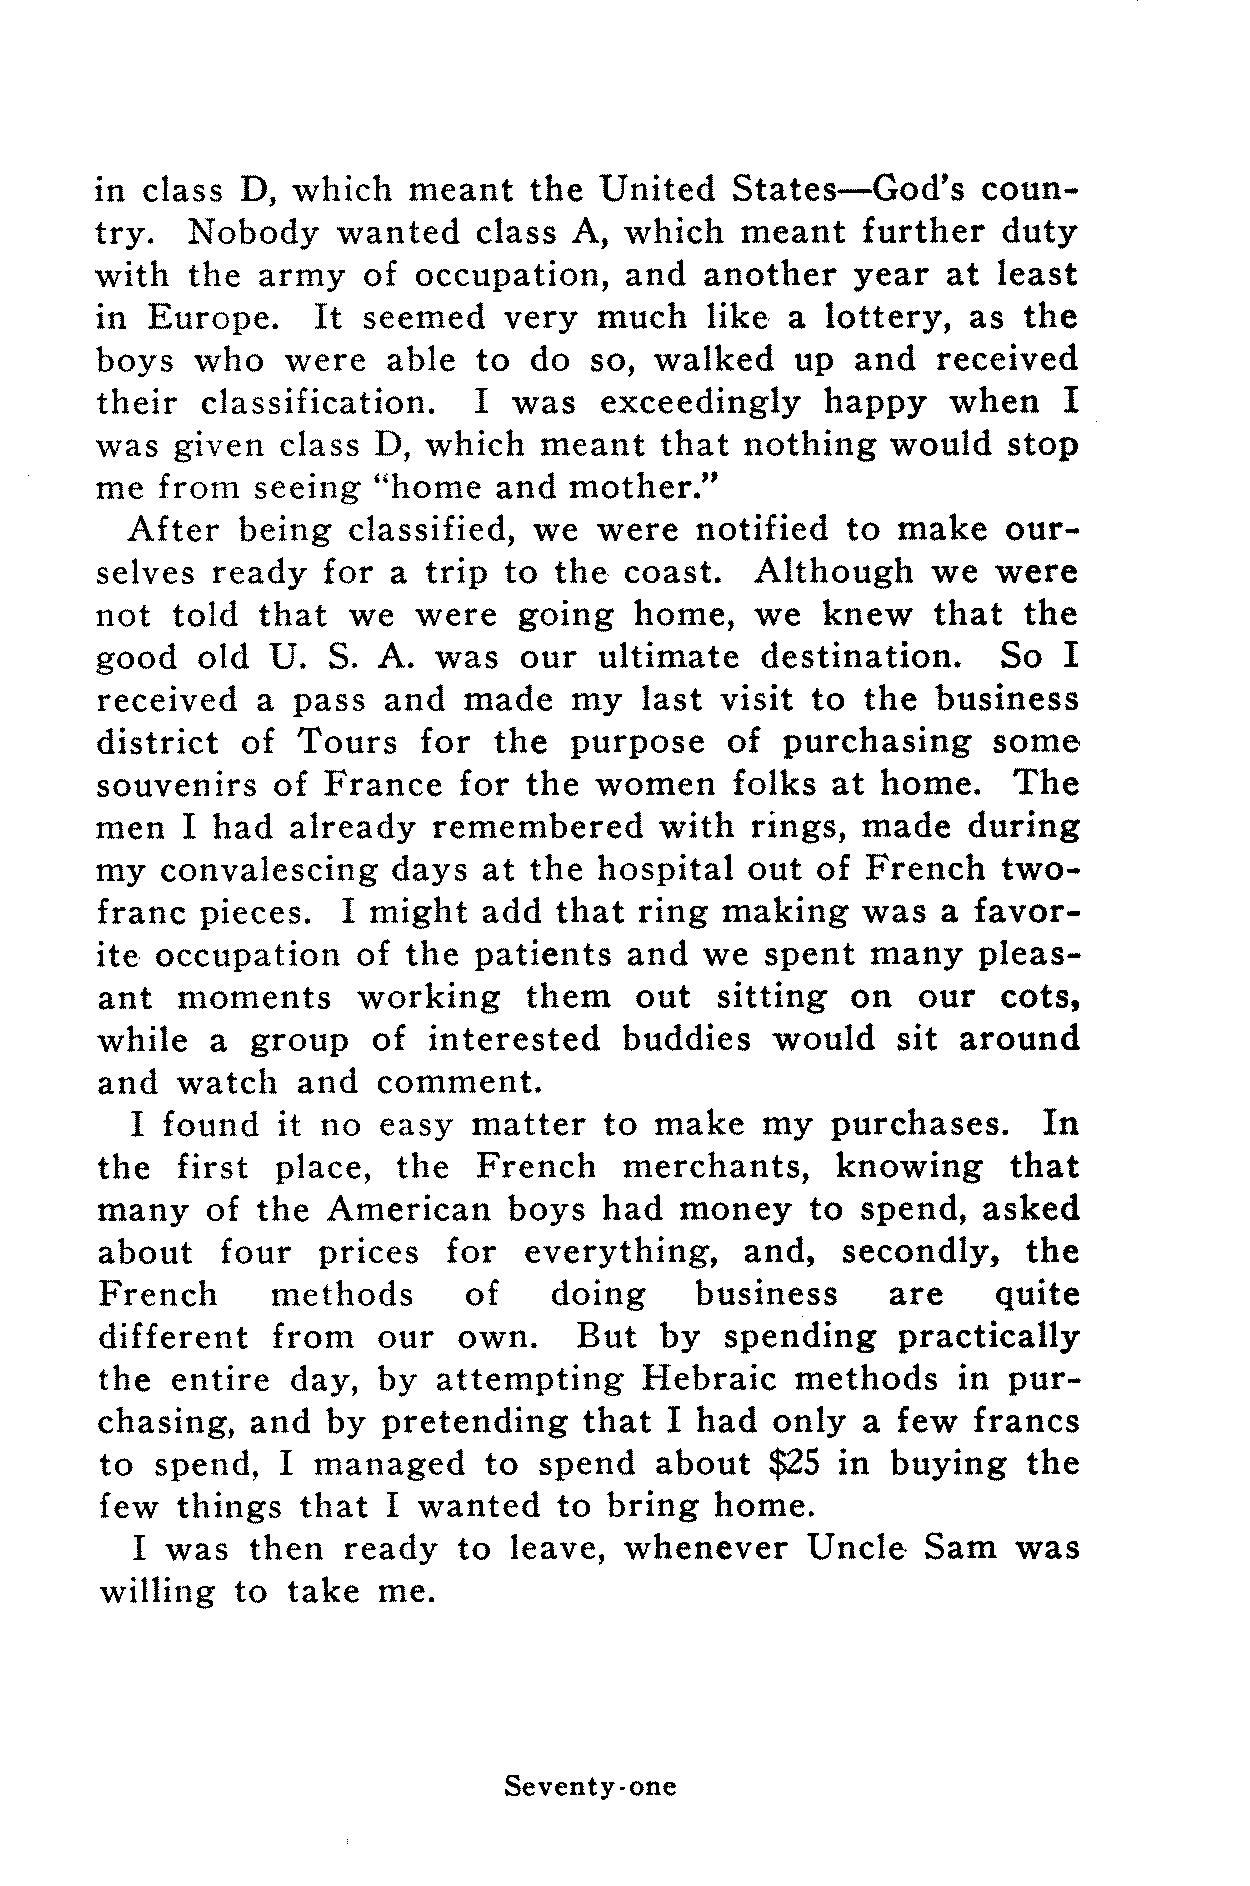 in class D, which meant the United States—God's coun-
try. Nobody wanted class A, which meant further duty
with the army of occupation, and another year at least
in Europe. It seemed very much like a lottery, as the
boys who were able to do so, walked up and received
their classification. I was exceedingly happy when I
was given class D, which meant that nothing would stop
me from seeing "home and mother."
After being classified, we were notified to make our-
selves ready for a trip to the coast. Although we were
not told that we were going home, we knew that the
good old U. S. A. was our ultimate destination. So I
received a pass and made my last visit to the business
district of Tours for the purpose of purchasing some
souvenirs of France for the women folks at home. The
men I had already remembered with rings, made during
my convalescing days at the hospital out of French two-
franc pieces. I might add that ring making was a favor-
ite occupation of the patients and we spent many pleas-
ant moments working them out sitting on our cots,
while a group of interested buddies would sit around
and watch and comment.
I found it no easy matter to make my purchases. In
the first place, the French merchants, knowing that
many of the American boys had money to spend, asked
about four prices for everything, and, secondly, the
French methods of doing business are quite
different from our own. But by spending practically
the entire day, by attempting Hebraic methods in pur-
chasing, and by pretending that I had only a few francs
to spend, I managed to spend about $25 in buying the
few things that I wanted to bring home.
I was then ready to leave, whenever Uncle Sam was
willing to take me.
Seventy-one